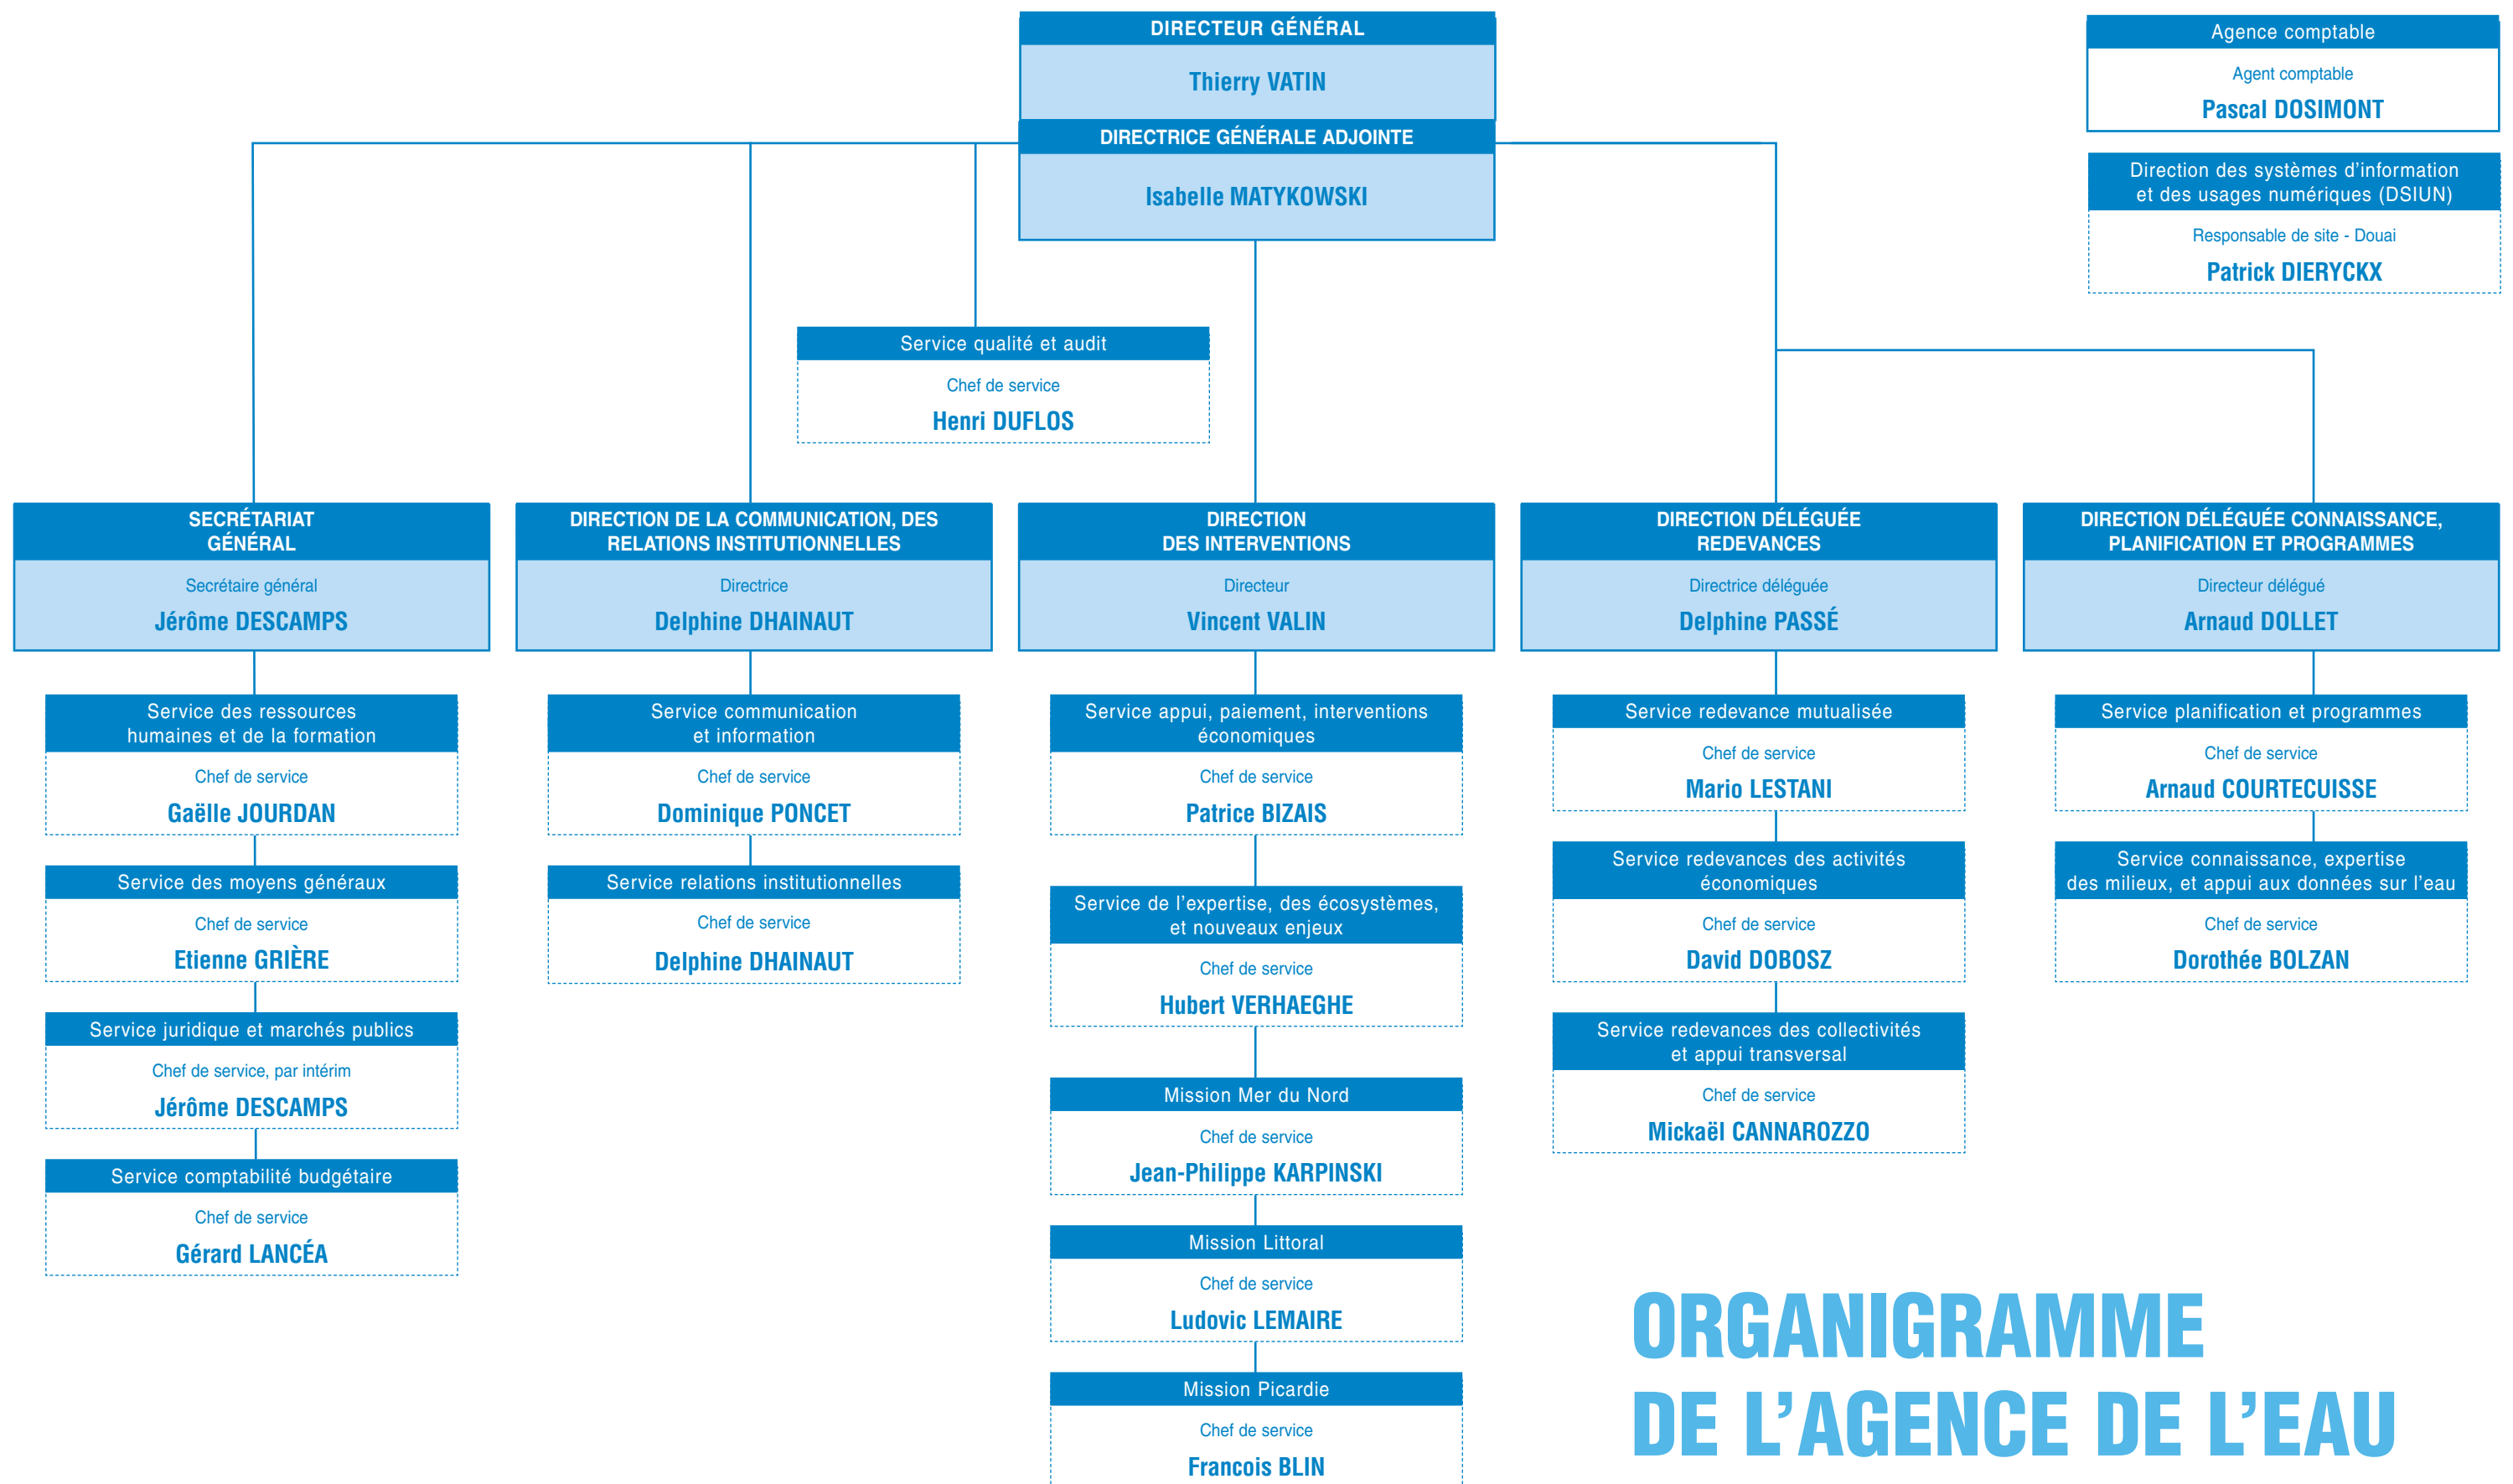 DIRECTEUR GÉNÉRAL
Thierry VATIN
DIRECTRICE GÉNÉRALE ADJOINTE
Isabelle MATYKOWSKI
Agence comptable
Agent comptable
Pascal DOSIMONT
Direction des systèmes d’information
et des usages numériques (DSIUN)
Responsable de site - Douai
Patrick DIERYCKX
Service qualité et audit
Chef de service
Henri DUFLOS
SECRÉTARIAT
GÉNÉRAL
Secrétaire général
Jérôme DESCAMPS
Service des ressources
humaines et de la formation
Chef de service
Gaëlle JOURDAN
Service des moyens généraux
Chef de service
Etienne GRIÈRE
Service juridique et marchés publics
Chef de service, par intérim
Jérôme DESCAMPS
Service comptabilité budgétaire
Chef de service
Gérard LANCÉA
DIRECTION DE LA COMMUNICATION, DES
RELATIONS INSTITUTIONNELLES
Directrice
Delphine DHAINAUT
Service communication
et information
Chef de service
Dominique PONCET
Service relations institutionnelles
Chef de service
Delphine DHAINAUT
DIRECTION
DES INTERVENTIONS
Directeur
Vincent VALIN
Service appui, paiement, interventions
économiques
Chef de service
Patrice BIZAIS
Service de l’expertise, des écosystèmes,
et nouveaux enjeux
Chef de service
Hubert VERHAEGHE
Mission Mer du Nord
Chef de service
Jean-Philippe KARPINSKI
Mission Littoral
Chef de service
Ludovic LEMAIRE
Mission Picardie
Chef de service
Francois BLIN
DIRECTION DÉLÉGUÉE
REDEVANCES
Directrice déléguée
Delphine PASSÉ
Service redevance mutualisée
Chef de service
Mario LESTANI
Service redevances des activités
économiques
Chef de service
David DOBOSZ
Service redevances des collectivités
et appui transversal
Chef de service
Mickaël CANNAROZZO
DIRECTION DÉLÉGUÉE CONNAISSANCE,
PLANIFICATION ET PROGRAMMES
Directeur délégué
Arnaud DOLLET
Service planification et programmes
Chef de service
Arnaud COURTECUISSE
Service connaissance, expertise
des milieux, et appui aux données sur l’eau
Chef de service
Dorothée BOLZAN
ORGANIGRAMME
DE L’AGENCE DE L’EAU